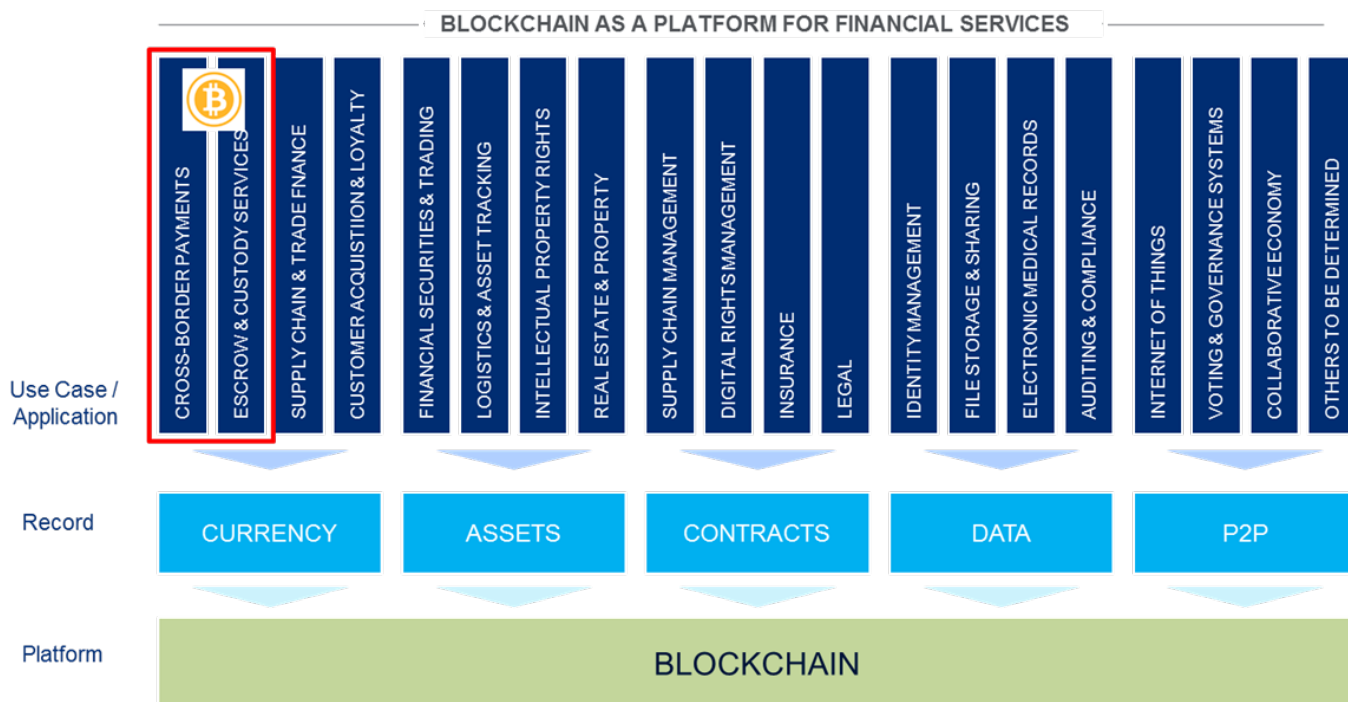 BLOCKCHAIN AS A PLATFORM FOR FINANCIAL SERVICES
CROSS-BORDER PAYMENTS
ESCROW & CUSTODY SERVICES
SUPPLY CHAIN & TRADE FNANCE
CUSTOMER ACQUISTIION & LOYALTY
FINANCIAL SECURITIES & TRADING
LOGISTICS & ASSET TRACKING
INTELLECTUAL PROPERTY RIGHTS
REAL ESTATE & PROPERTY
SUPPLY CHAIN MANAGEMENT
DIGITAL RIGHTS MANAGEMENT
INSURANCE
LEGAL
IDENTITY MANAGEMENT
FILE STORAGE & SHARING
ELECTRONIC MEDICAL RECORDS
AUDITING & COMPLIANCE
INTERNET OF THINGS
VOTING & GOVERNANCE SYSTEMS
COLLABORATIVE ECONOMY
OTHERS TO BE DETERMINED
Use Case /
Application
Record
CURRENCY
ASSETS
CONTRACTS
DATA
P2P
Platform
BLOCKCHAIN